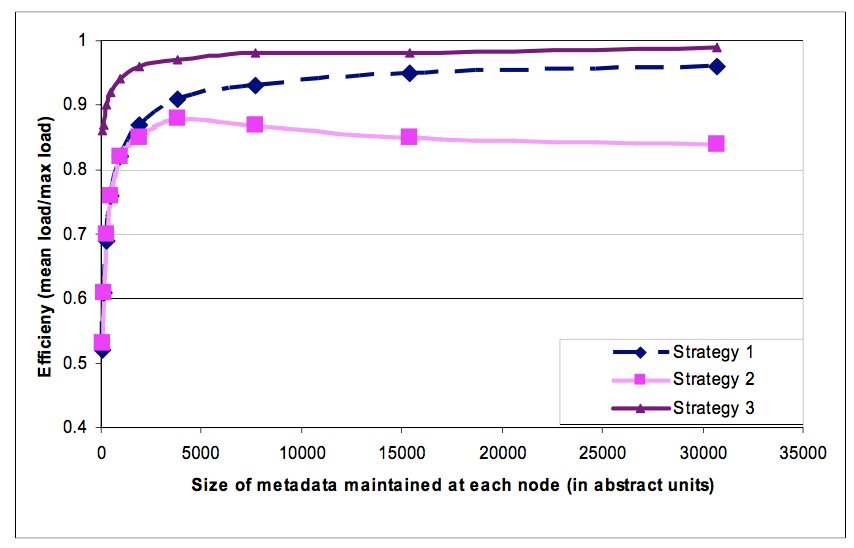 1
0.9
0.8
0.7
0.6
0.5
0.4
Efficieny (mean load/max load)
0 5000 10000 15000 20000 25000 30000 35000
Size of metadata maintained at each node (in abstract units)
Strategy 1
Strategy 2
Strategy 3